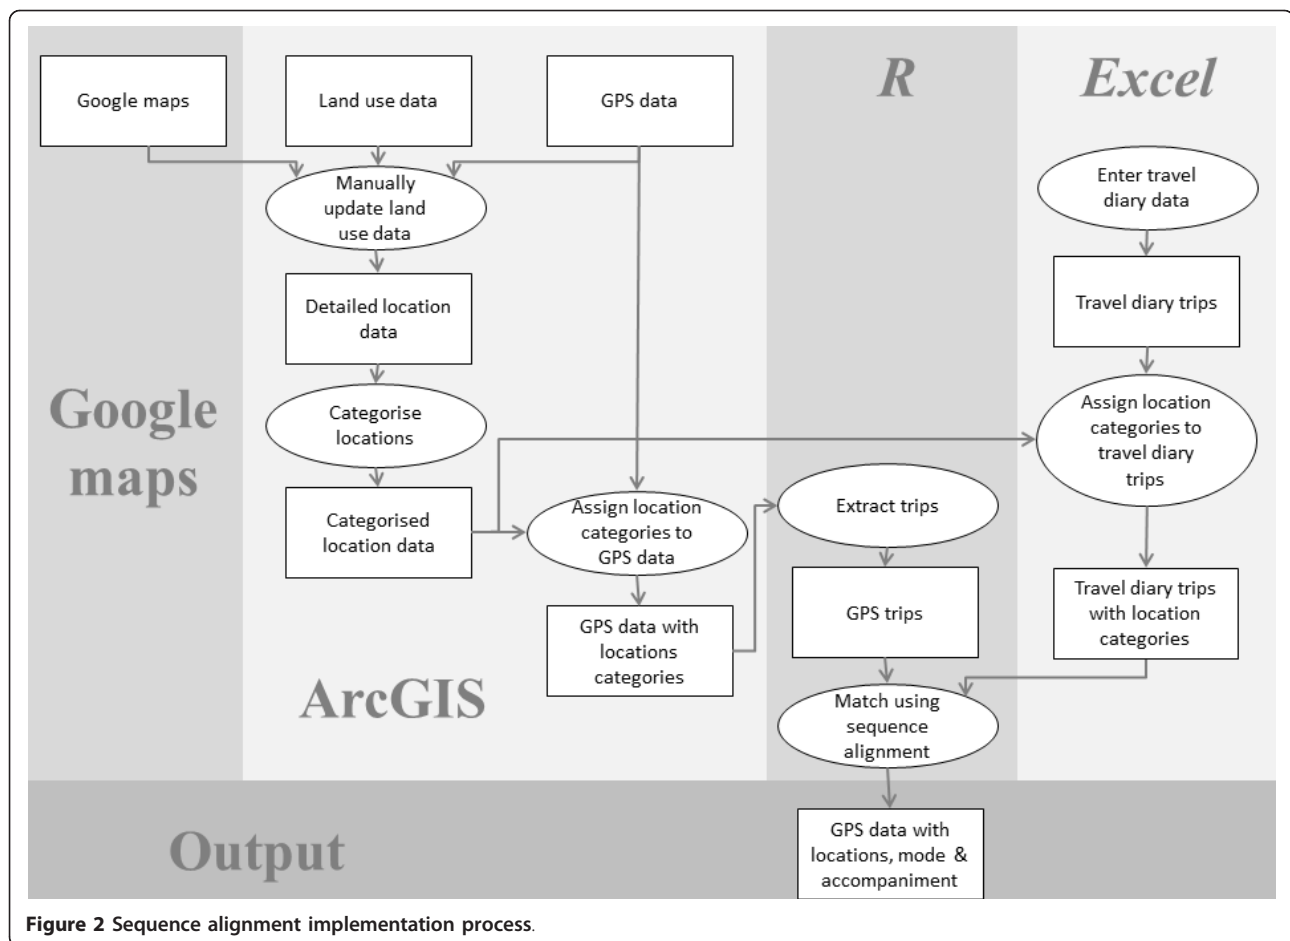 Google maps
Land use data
GPS data
R
Excel
Manually
update land
use data
Enter travel
diary data
Detailed location
data
Travel diary trips
Google
maps
Categorise
locations
Assign location
categories to
travel diary
trips
Categorised
location data
Assign location
categories to
GPS data
Extract trips
GPS data with
locations
categories
GPS trips
Travel diary trips
with location
categories
ArcGIS
Match using
sequence
alignment
Output
GPS data with
locations, mode &
accompaniment
Figure 2 Sequence alignment implementation process.